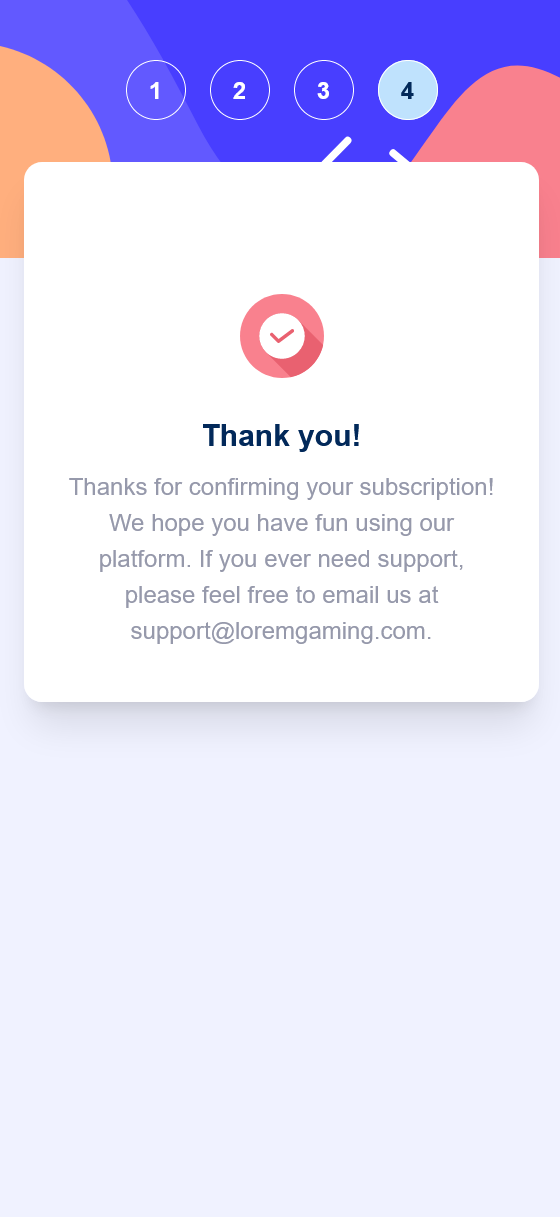 1 2 3 4
Thank you!
Thanks for confirming your subscription!
We hope you have fun using our
platform. If you ever need support,
please feel free to email us at
support@loremgaming.com.